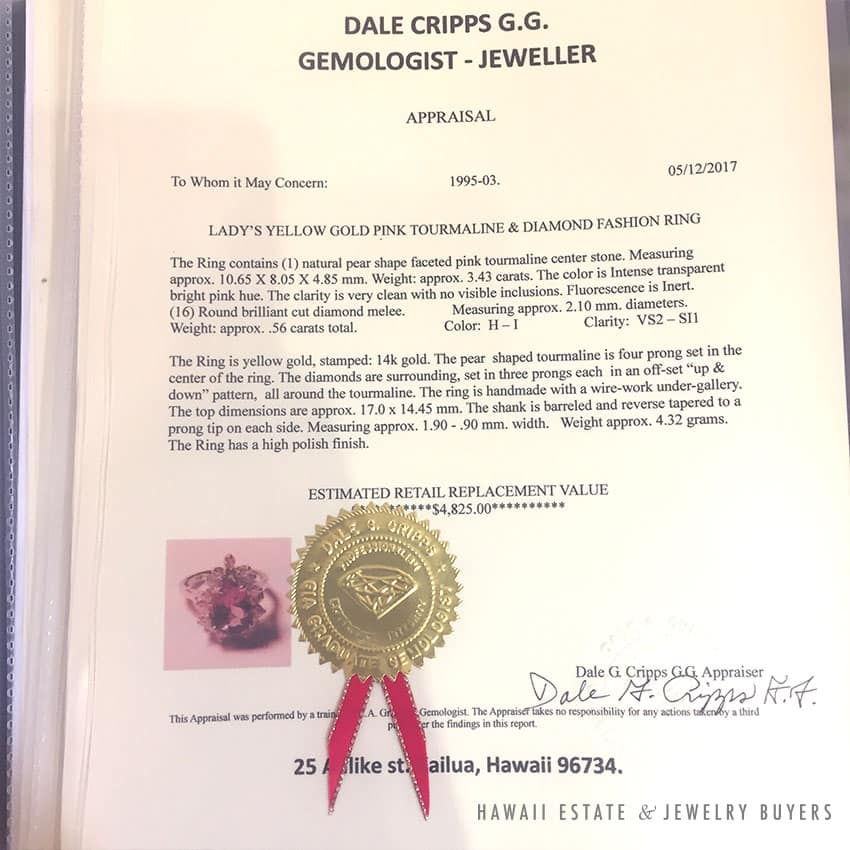 DALE CRIPPS G.G.
GEMOLOGIST - JEWELLER
APPRAISAL
To Whom it May Concern: 1995-03. 05/12/2017
LADY'S YELLOW GOLD PINK TOURMALINE & DIAMOND FASHION RING
The Ring contains (1) natural pear shape faceted pink tourmaline center stone. Measuring
approx. 10.65 X 8.05 X 4.85 mm. Weight: approx. 3.43 carats. The color is Intense transparent
bright pink hue. The clarity is very clean with no visible inclusions. Fluorescence is Inert.
(16) Round brilliant cut diamond melee. Measuring approx. 2.10 mm. diameters.
Weight: approx. .56 carats total. Color: H – I Clarity: VS2 – SI1
The Ring is yellow gold, stamped: 14k gold. The pear shaped tourmaline is four prong set in the
center of the ring. The diamonds are surrounding, set in three prongs each in an off-set "up &
down" pattern, all around the tourmaline. The ring is handmade with a wire-work under-gallery.
The top dimensions are approx. 17.0 x 14.45 mm. The shank is barreled and reverse tapered to a
prong tip on each side. Measuring approx. 1.90 - .90 mm. width. Weight approx. 4.32 grams.
The Ring has a high polish finish.
ESTIMATED RETAIL REPLACEMENT VALUE
****$4,825.00**********
DALE G. CRIPPS
GIA GRADUATE GEMOLOGIST
Dale G. Cripps G.G. Appraiser
Dale G. Cripps G.G.
This Appraisal was performed by a Gemologist. The Appraiser takes no responsibility for any actions taken by a third
the findings in this report.
25 st. Hawaii 96734.
HAWAII ESTATE & JEWELRY BUYERS